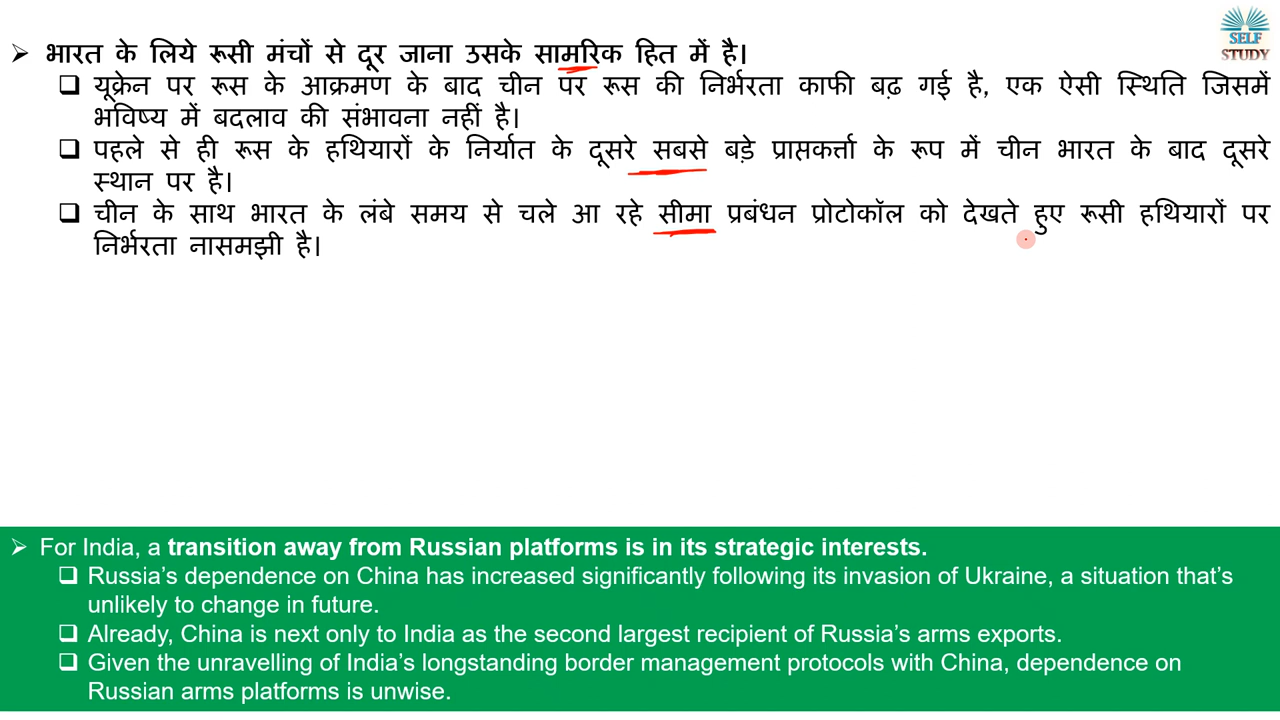 SELF
STUDY
➢ भारत के लिये रूसी मंचों से दूर जाना उसके सामरिक हित में है।
❑ यूक्रेन पर रूस के आक्रमण के बाद चीन पर रूस की निर्भरता काफी बढ़ गई है, एक ऐसी स्थिति जिसमें
भविष्य में बदलाव की संभावना नहीं है।
❑ पहले से ही रूस के हथियारों के निर्यात के दूसरे सबसे बड़े प्राप्तकर्त्ता के रूप में चीन भारत के बाद दूसरे
स्थान पर है।
❑ चीन के साथ भारत के लंबे समय से चले आ रहे सीमा प्रबंधन प्रोटोकॉल को देखते हुए रूसी हथियारों पर
निर्भरता नासमझी है।
➢ For India, a transition away from Russian platforms is in its strategic interests.
❑ Russia’s dependence on China has increased significantly following its invasion of Ukraine, a situation that’s
unlikely to change in future.
❑ Already, China is next only to India as the second largest recipient of Russia’s arms exports.
❑ Given the unravelling of India’s longstanding border management protocols with China, dependence on
Russian arms platforms is unwise.